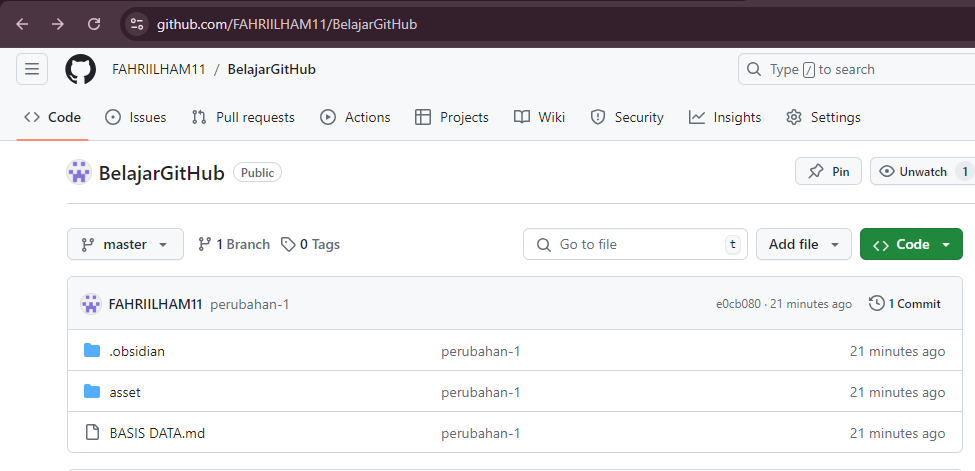 github.com/FAHRIILHAM11/BelajarGitHub
FAHRIILHAM11 / BelajarGitHub
Type / to search
Code Issues Pull requests Actions Projects Wiki Security Insights Settings
BelajarGitHub Public
Pin Unwatch 1
master 1 Branch 0 Tags Go to file t Add file Code
FAHRIILHAM11 perubahan-1 e0cb080 · 21 minutes ago 1 Commit
.obsidian perubahan-1 21 minutes ago
asset perubahan-1 21 minutes ago
BASIS DATA.md perubahan-1 21 minutes ago